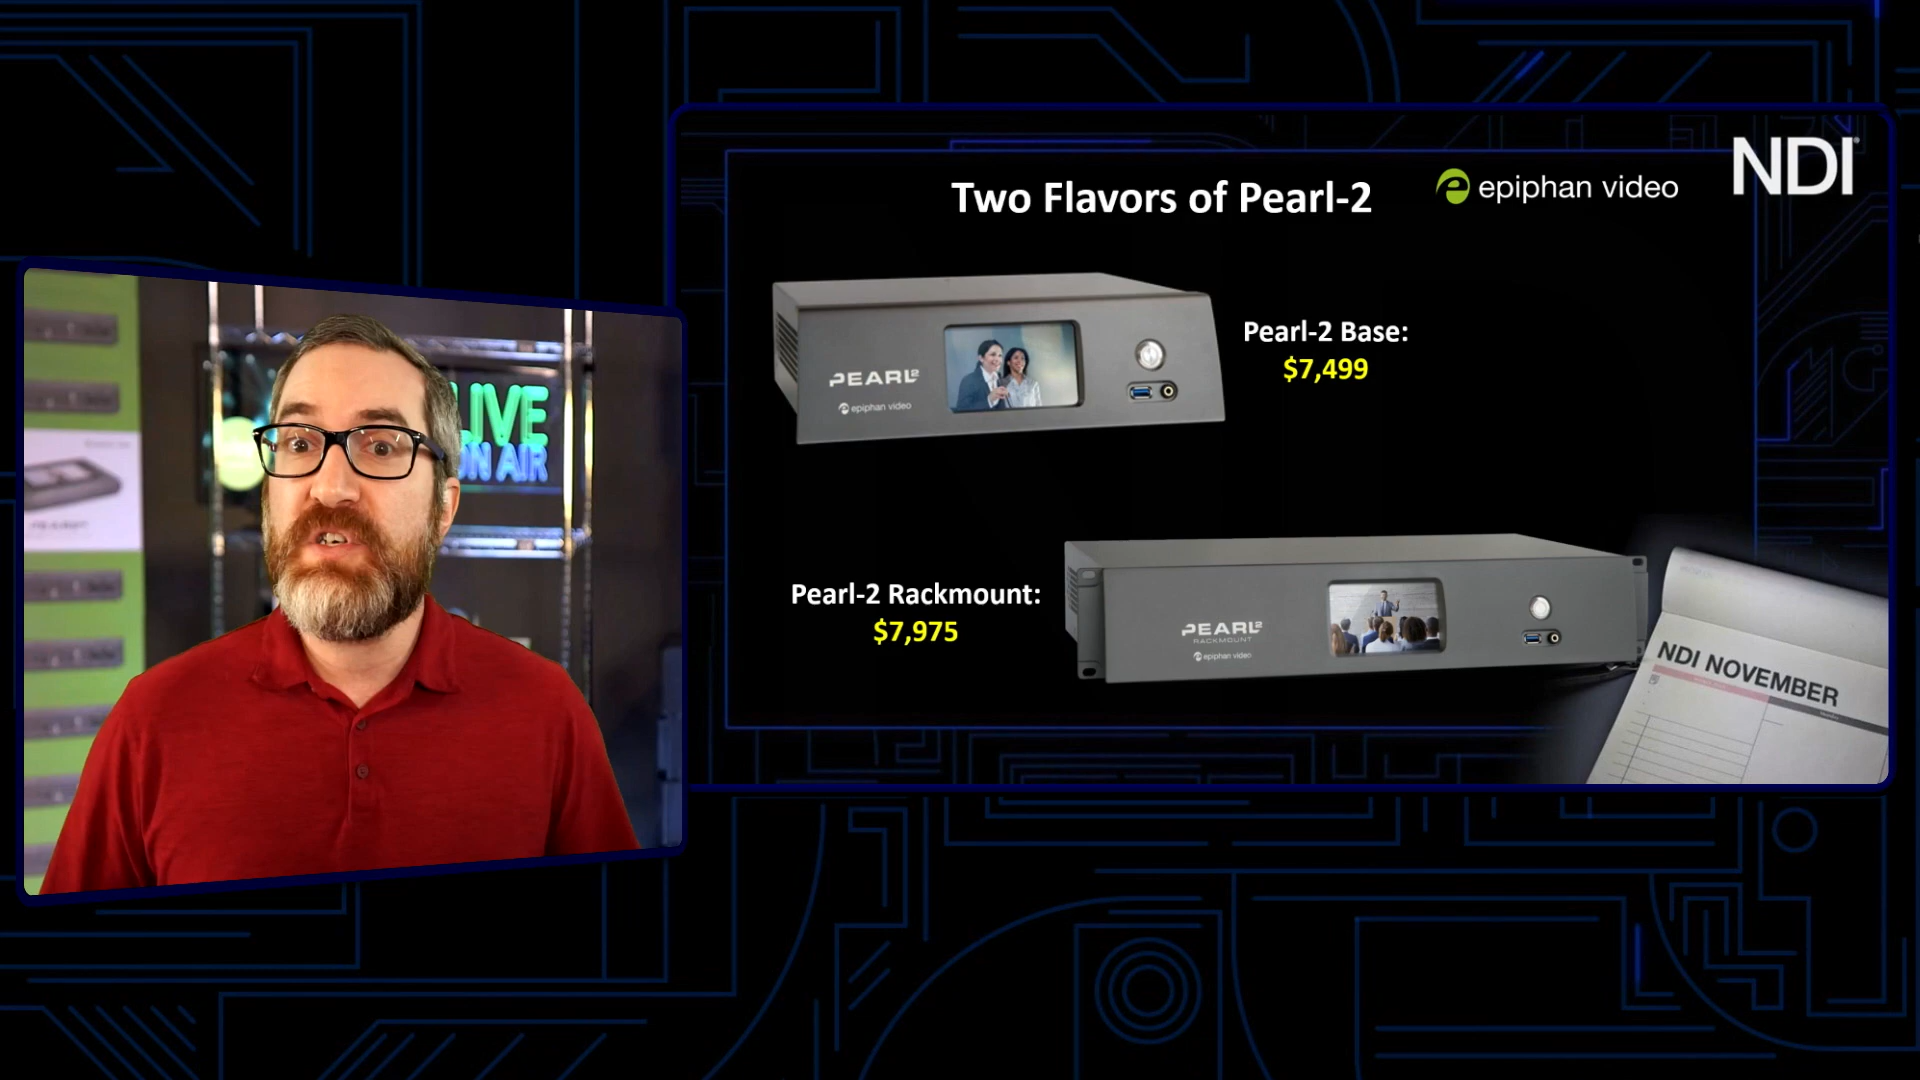 NDI
epiphan video
Two Flavors of Pearl-2
Pearl-2 Base:
$7,499
PEARL2
epiphan video
Pearl-2 Rackmount:
$7,975
PEARL2
RACKMOUNT
epiphan video
NDI NOVEMBER
LIVE
ON AIR